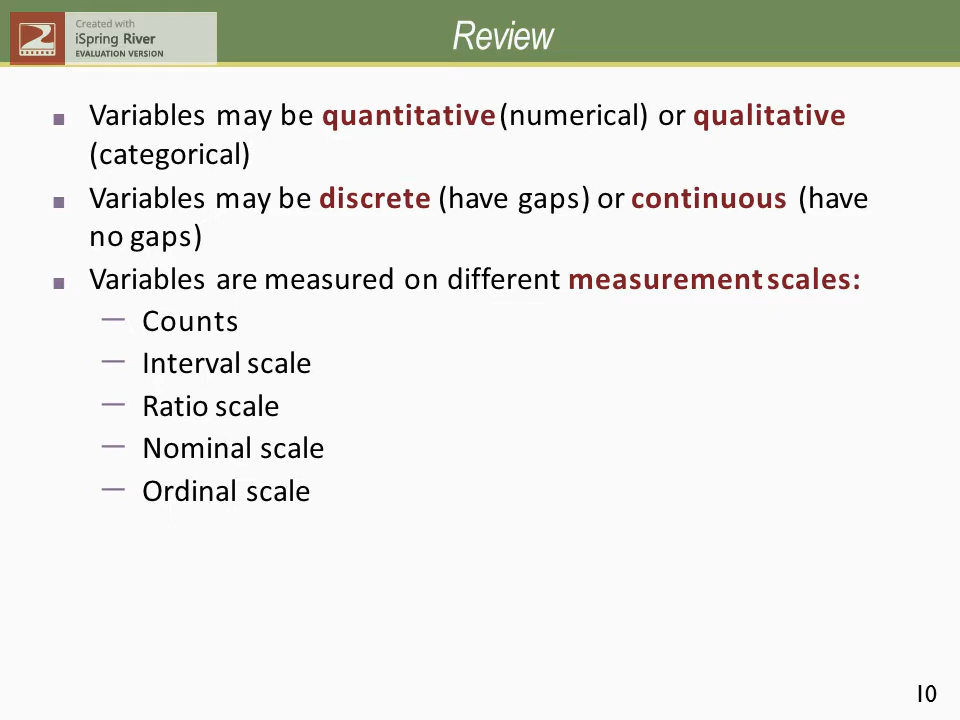 Created with
iSpring River
EVALUATION VERSION
Review
■ Variables may be quantitative (numerical) or qualitative
(categorical)
■ Variables may be discrete (have gaps) or continuous (have
no gaps)
■ Variables are measured on different measurement scales:
— Counts
— Interval scale
— Ratio scale
— Nominal scale
— Ordinal scale
10